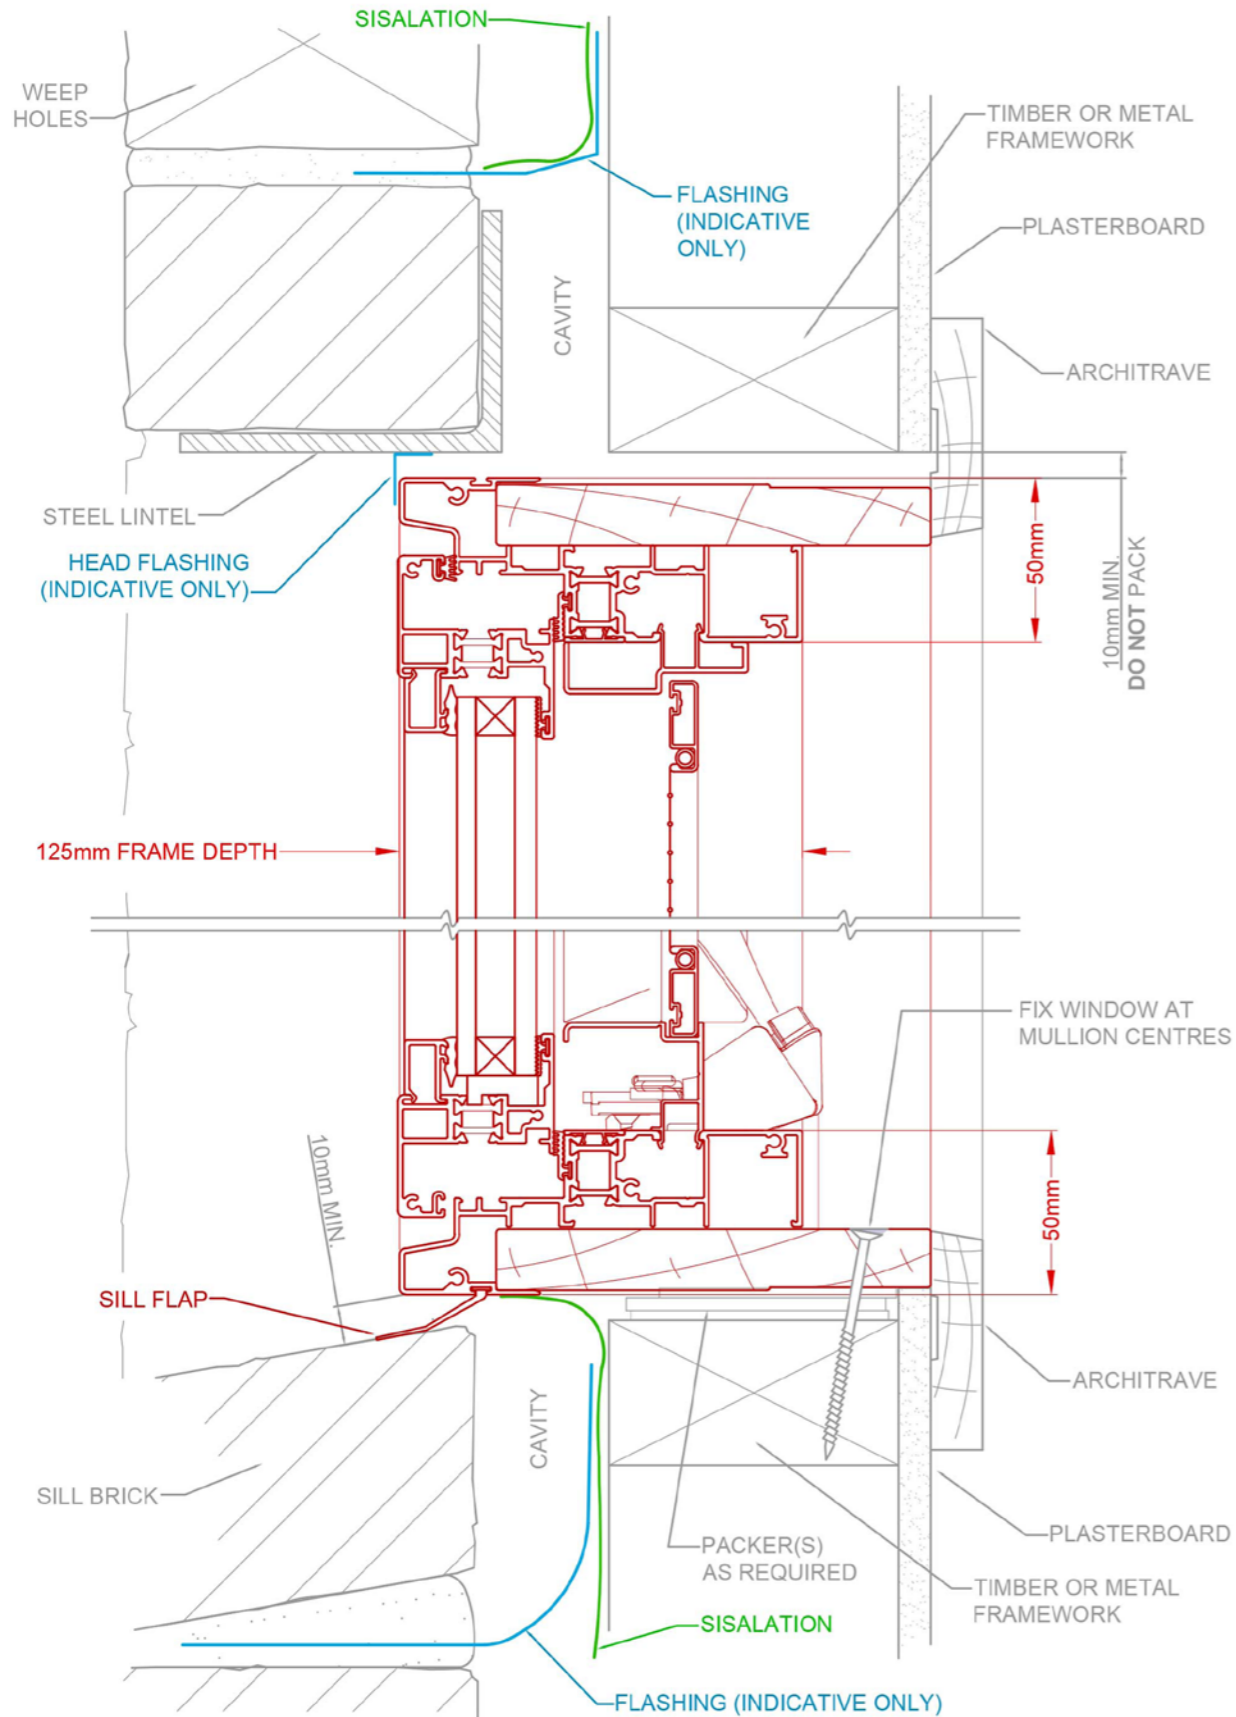 SISALATION
WEEP
HOLES
TIMBER OR METAL
FRAMEWORK
FLASHING
(INDICATIVE
ONLY)
PLASTERBOARD
CAVITY
ARCHITRAVE
STEEL LINTEL
HEAD FLASHING
(INDICATIVE ONLY)
50mm
10mm MIN.
DO NOT PACK
125mm FRAME DEPTH
FIX WINDOW AT
MULLION CENTRES
10mm MIN.
50mm
SILL FLAP
ARCHITRAVE
CAVITY
SILL BRICK
PLASTERBOARD
PACKER(S)
AS REQUIRED
TIMBER OR METAL
FRAMEWORK
SISALATION
FLASHING (INDICATIVE ONLY)